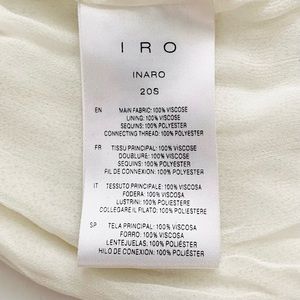 IRO
INARO
20S
EN MAIN FABRIC: 100% VISCOSE
LINING: 100% VISCOSE
SEQUINS: 100% POLYESTER
CONNECTING THREAD: 100% POLYESTER
FR TISSU PRINCIPAL: 100% VISCOSE
DOUBLURE: 100% VISCOSE
SEQUINS: 100% POLYESTER
FIL DE CONNEXION: 100% POLYESTER
IT TESSUTO PRINCIPALE: 100% VISCOSA
FODERA: 100% VISCOSA
LUSTRINI: 100% POLIESTERE
COLLEGARE IL PLATO: 100% POLIESTERE
SP TELA PRINCIPAL: 100% VISCOSA
FORRO: 100% VISCOSA
LENTEJUELAS: 100% POLIÉSTER
HILO DE CONEXION: 100% POLIÉSTER